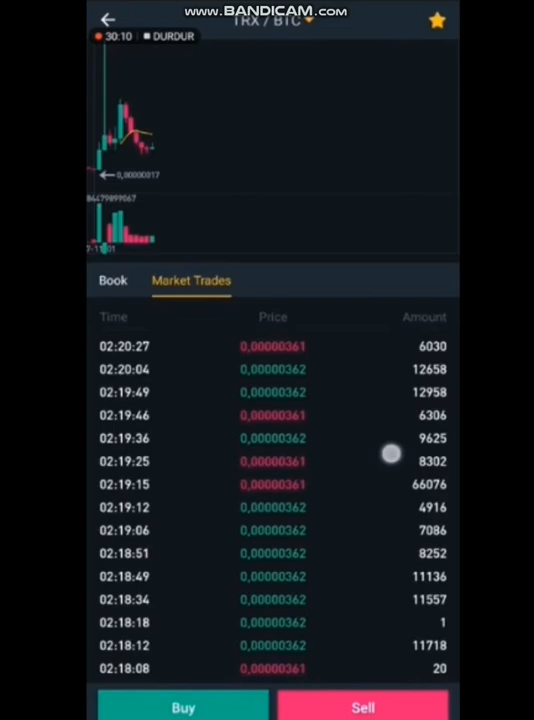 www.BANDICAM.com
TRX / BTC
30:10 DURDUR
0,00000017
84479899067
Book Market Trades
Time Price Amount
02:20:27 0,00000361 6030
02:20:04 0,00000362 12658
02:19:49 0,00000362 12958
02:19:46 0,00000361 6306
02:19:36 0,00000362 9625
02:19:25 0,00000361 8302
02:19:15 0,00000361 66076
02:19:12 0,00000362 4916
02:19:06 0,00000362 7086
02:18:51 0,00000362 8252
02:18:49 0,00000362 11136
02:18:34 0,00000362 11557
02:18:18 0,00000362 1
02:18:12 0,00000362 11718
02:18:08 0,00000361 20
Buy Sell